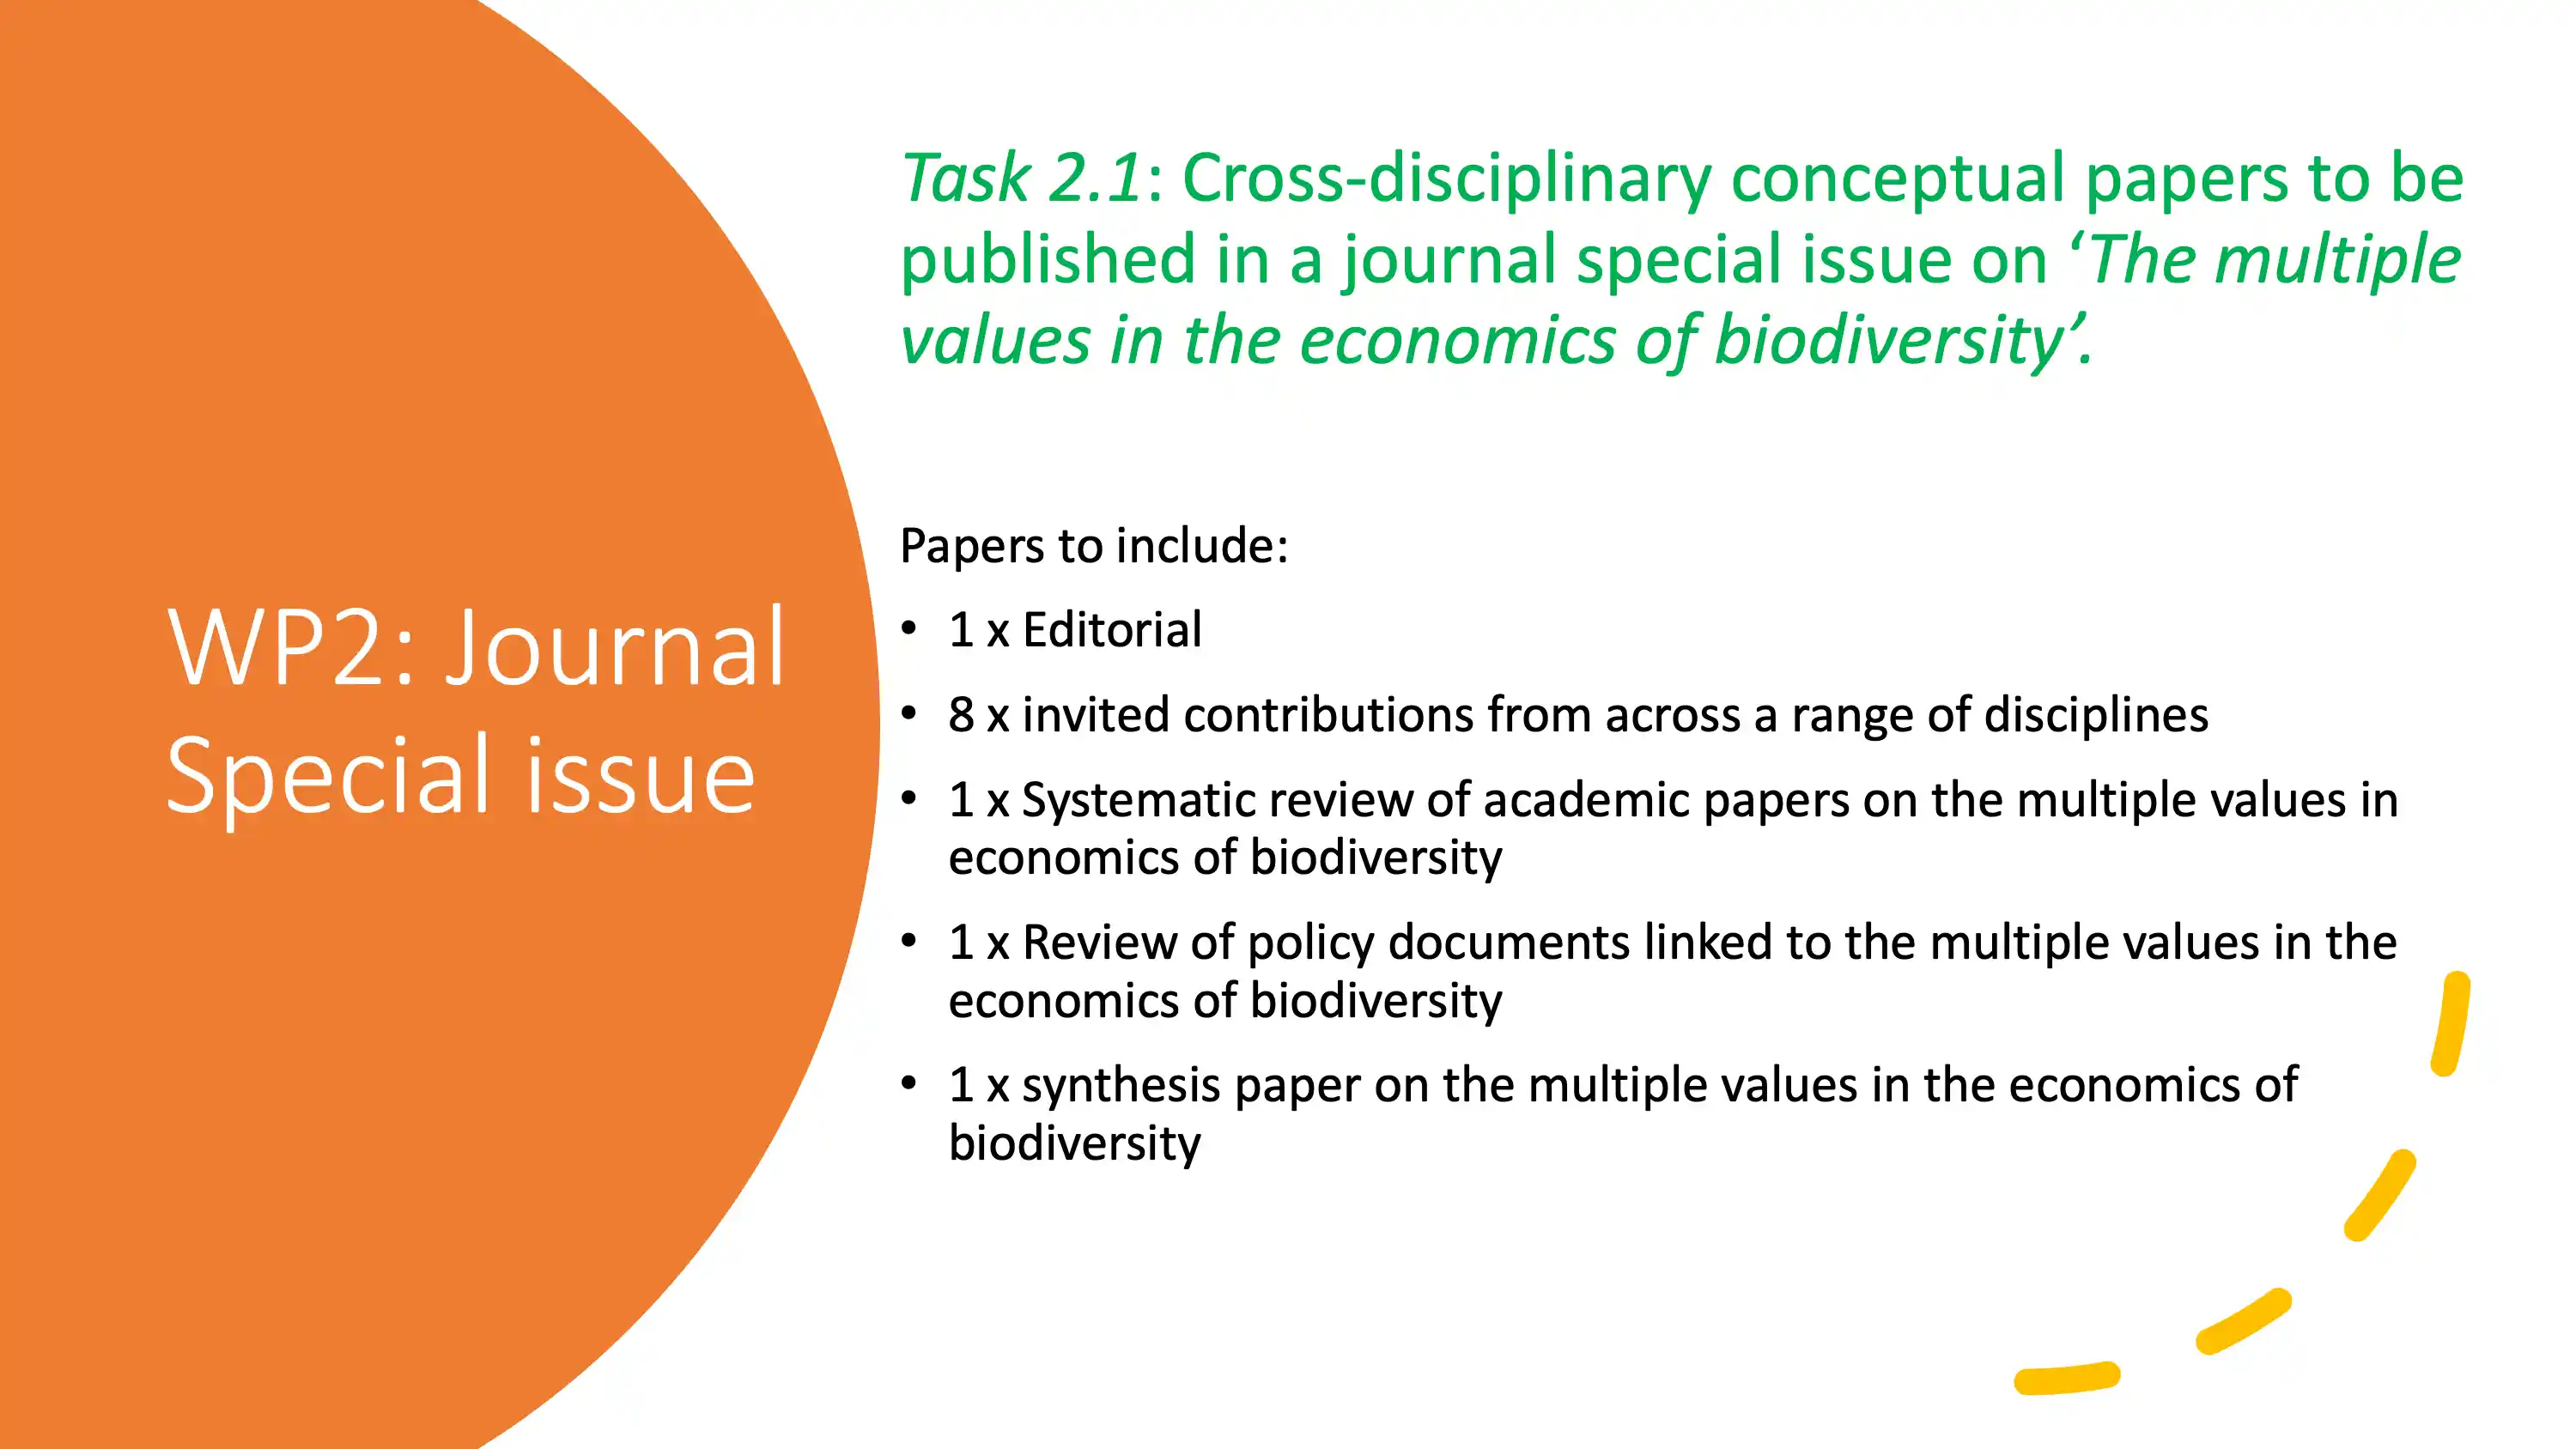 WP2: Journal
Special issue
Task 2.1: Cross-disciplinary conceptual papers to be
published in a journal special issue on ‘The multiple
values in the economics of biodiversity’.
Papers to include:
• 1 x Editorial
• 8 x invited contributions from across a range of disciplines
• 1 x Systematic review of academic papers on the multiple values in
economics of biodiversity
• 1 x Review of policy documents linked to the multiple values in the
economics of biodiversity
• 1 x synthesis paper on the multiple values in the economics of
biodiversity